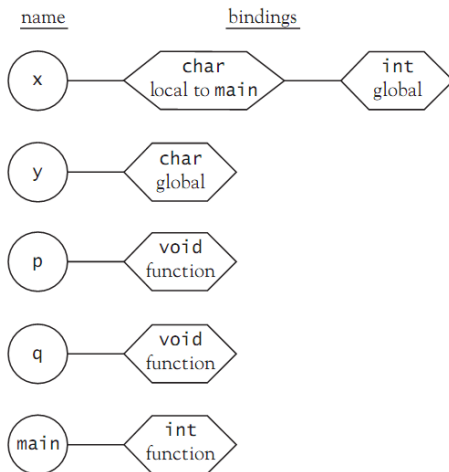 name bindings
x char int
local to main global
y char
global
p void
function
q void
function
main int
function